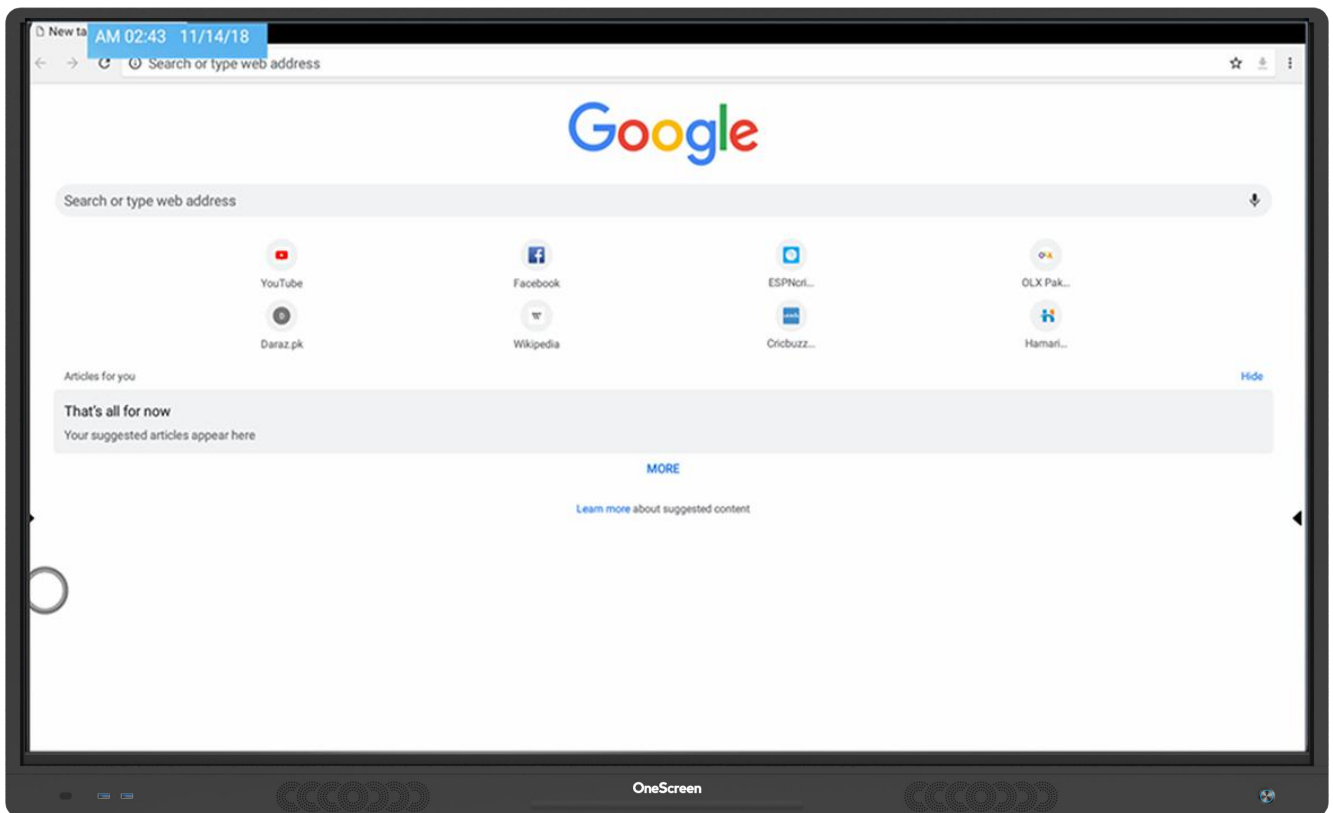 New ta
AM 02:43 11/14/18
Search or type web address
Google
Search or type web address
YouTube
Facebook
ESPNcri...
OLX Pak...
Daraz.pk
Wikipedia
Cricbuzz...
Hamari...
Articles for you
Hide
That's all for now
Your suggested articles appear here
MORE
Learn more about suggested content
OneScreen